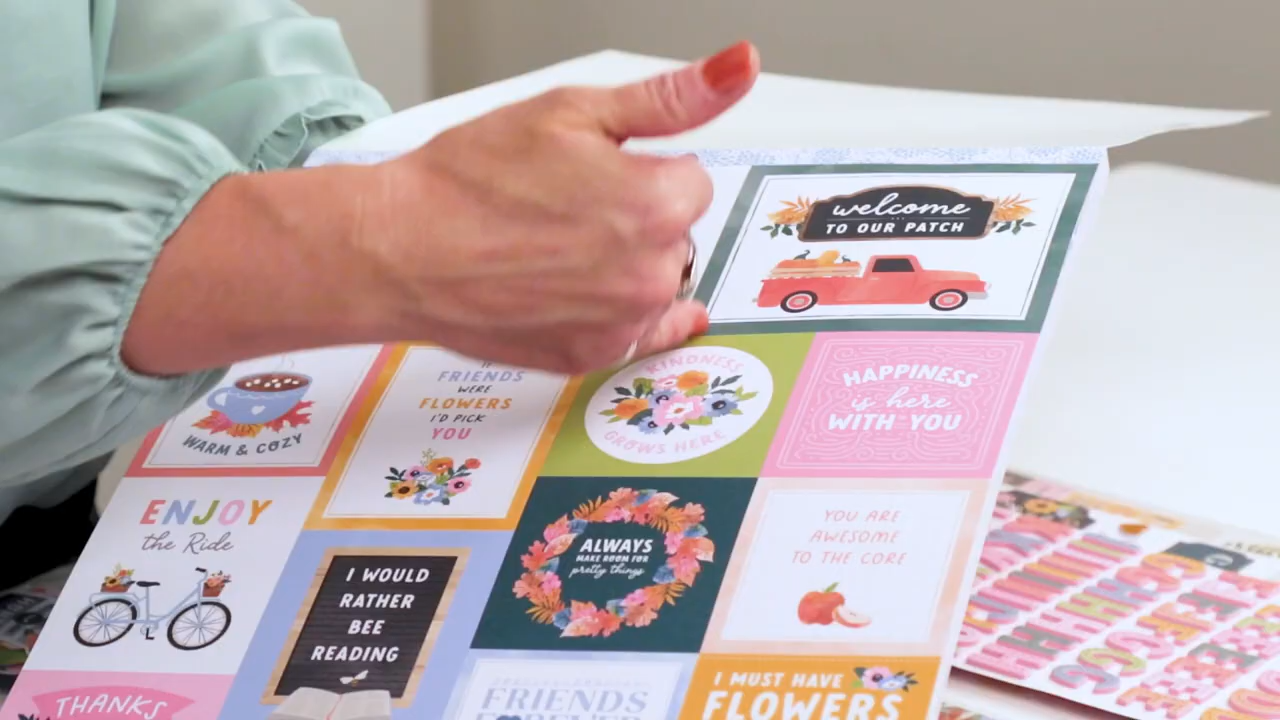 welcome
TO OUR PATCH
WARM & COZY
IF
FRIENDS
WERE
FLOWERS
I'D PICK
YOU
KINDNESS
GROWS HERE
HAPPINESS
is here
WITH YOU
ENJOY
the Ride
I WOULD
RATHER
BEE
READING
ALWAYS
MAKE ROOM FOR
pretty things
YOU ARE
AWESOME
TO THE CORE
THANKS
FRIENDS
FOREVER
I MUST HAVE
FLOWERS